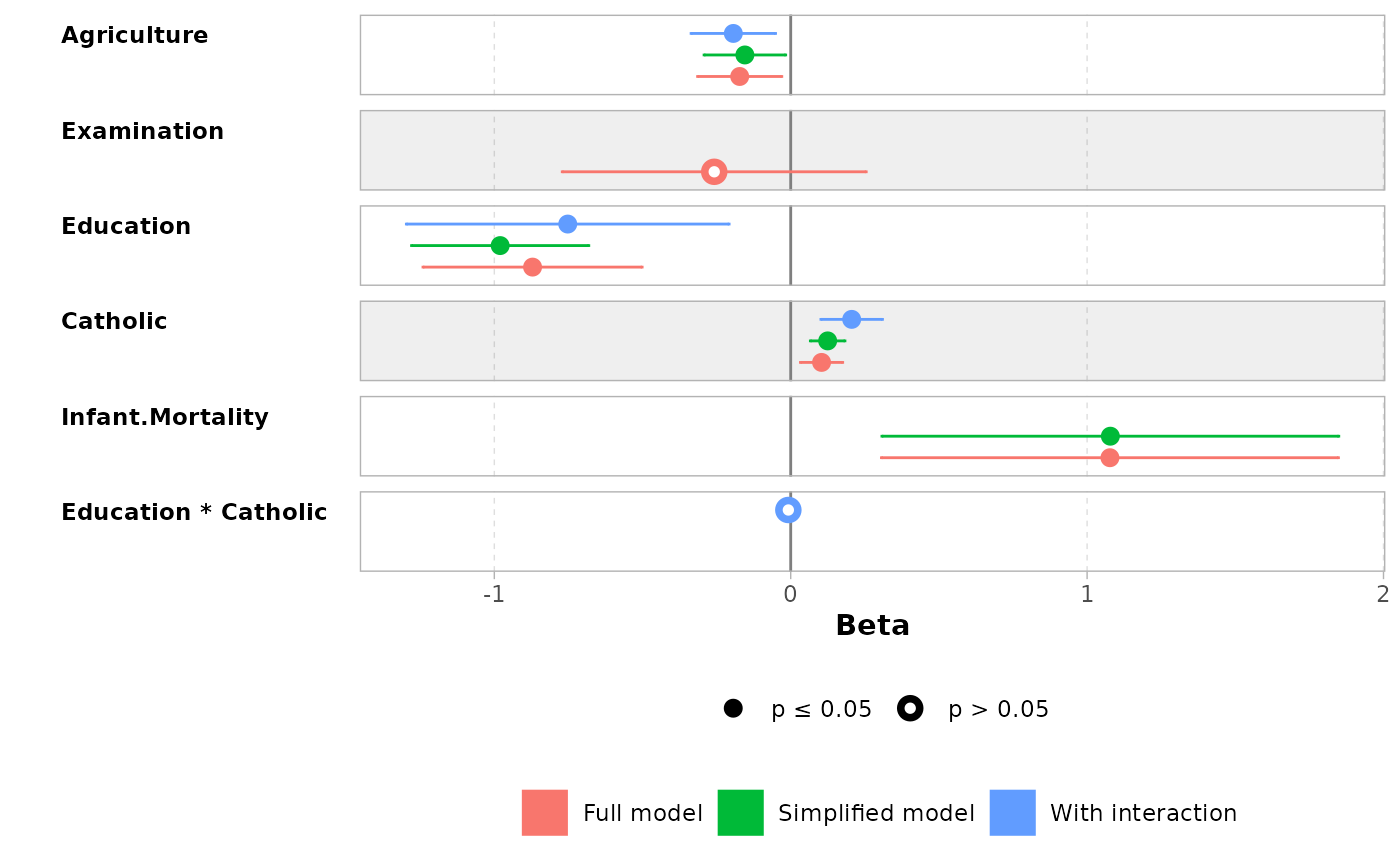 Agriculture
Examination
Education
Catholic
Infant.Mortality
Education * Catholic
-1 0 1 2
Beta
p ≤ 0.05 p > 0.05
Full model Simplified model With interaction